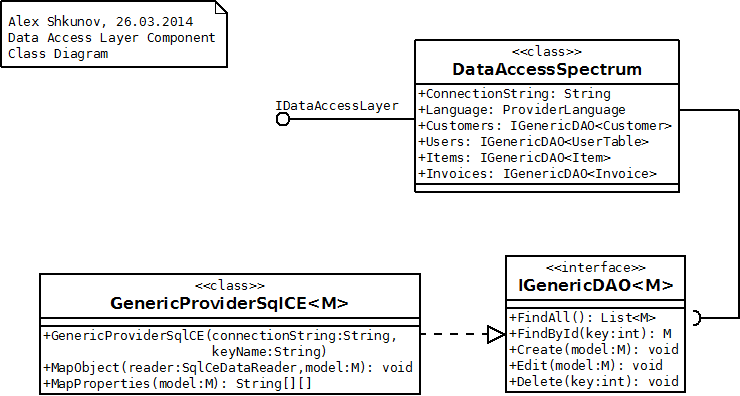 Alex Shkunov, 26.03.2014
Data Access Layer Component
Class Diagram
<<class>>
DataAccessSpectrum
+ConnectionString: String
+Language: ProviderLanguage
+Customers: IGenericDAO<Customer>
+Users: IGenericDAO<UserTable>
+Items: IGenericDAO<Item>
+Invoices: IGenericDAO<Invoice>
IDataAccessLayer
<<class>>
GenericProviderSqlCE<M>
+GenericProviderSqlCE(connectionString:String,
keyName:String)
+MapObject(reader:SqlCeDataReader,model:M): void
+MapProperties(model:M): String[][]
<<interface>>
IGenericDAO<M>
+FindAll(): List<M>
+FindById(key:int): M
+Create(model:M): void
+Edit(model:M): void
+Delete(key:int): void